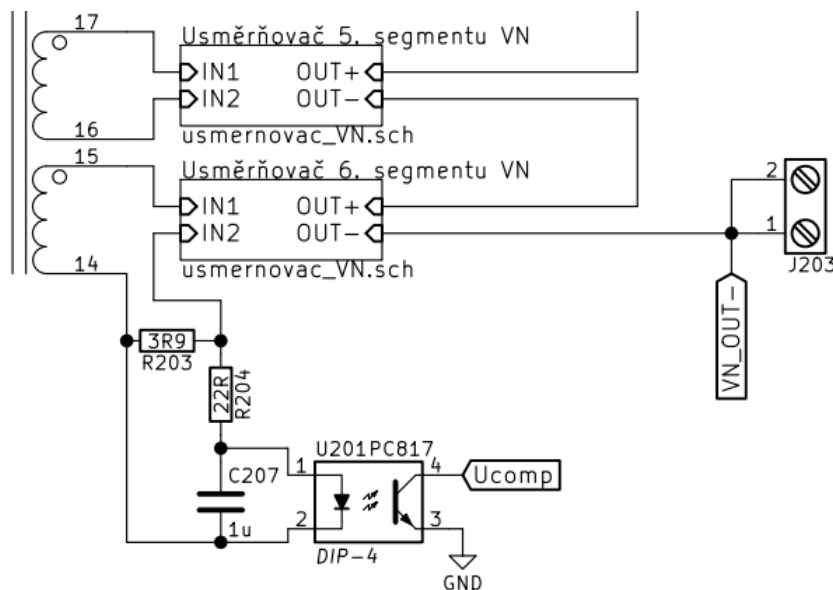 17
Usměrňovač 5. segmentu VN
IN1 OUT+
IN2 OUT-
16
usmernovac_VN.sch
15
Usměrňovač 6. segmentu VN
IN1 OUT+
IN2 OUT-
14
usmernovac_VN.sch
2
1
J203
VN_OUT-
3R9
R203
22R
R204
C207
1u
U201PC817
1
2
4
3
DIP-4
Ucomp
GND